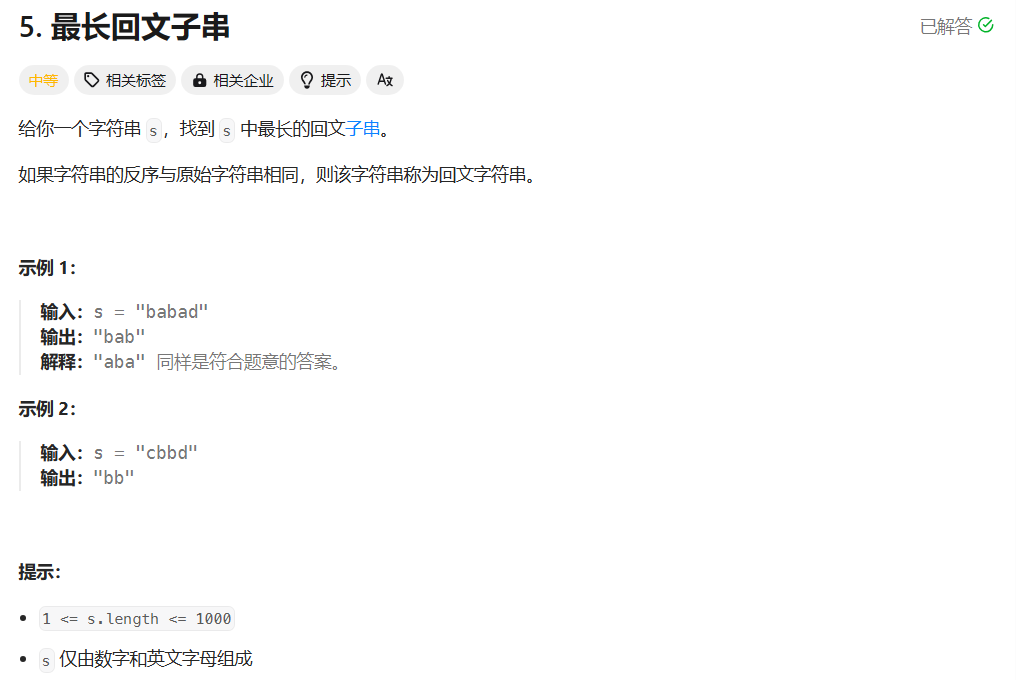 5. 最长回文子串
已解答
中等 相关标签 相关企业 提示 Aあ
给你一个字符串 s，找到 s 中最长的回文子串。
如果字符串的反序与原始字符串相同，则该字符串称为回文字符串。
示例 1：
输入：s = "babad"
输出："bab"
解释："aba" 同样是符合题意的答案。
示例 2：
输入：s = "cbbd"
输出："bb"
提示：
• 1 <= s.length <= 1000
• s 仅由数字和英文字母组成